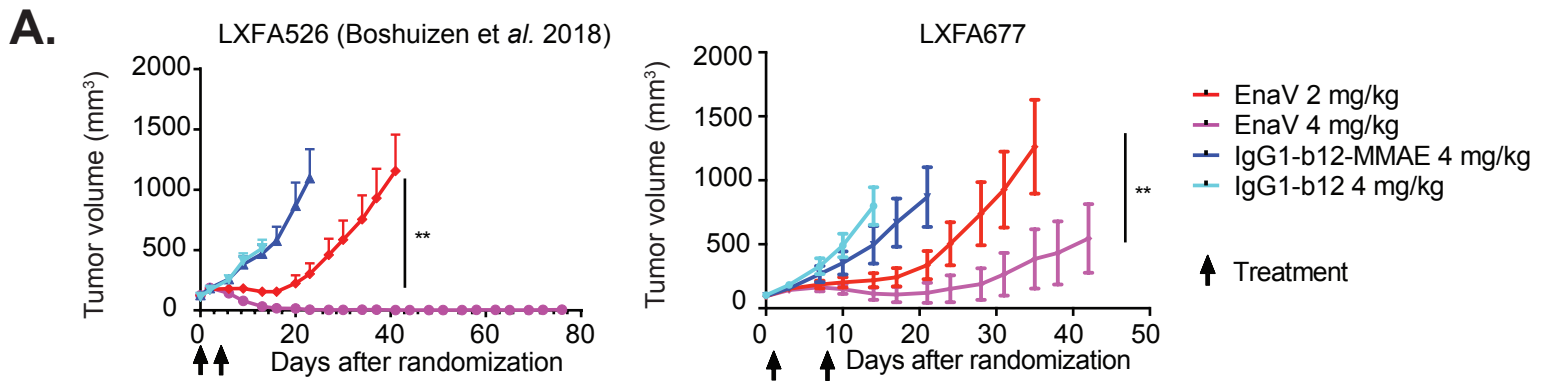 A.
LXFA526 (Boshuizen et al. 2018)
Tumor volume (mm³)
2000
1500
1000
500
0
**
0
20
40
60
80
Days after randomization
LXFA677
Tumor volume (mm³)
2000
1500
1000
500
0
**
0
10
20
30
40
50
Days after randomization
EnaV 2 mg/kg
EnaV 4 mg/kg
IgG1-b12-MMAE 4 mg/kg
IgG1-b12 4 mg/kg
Treatment